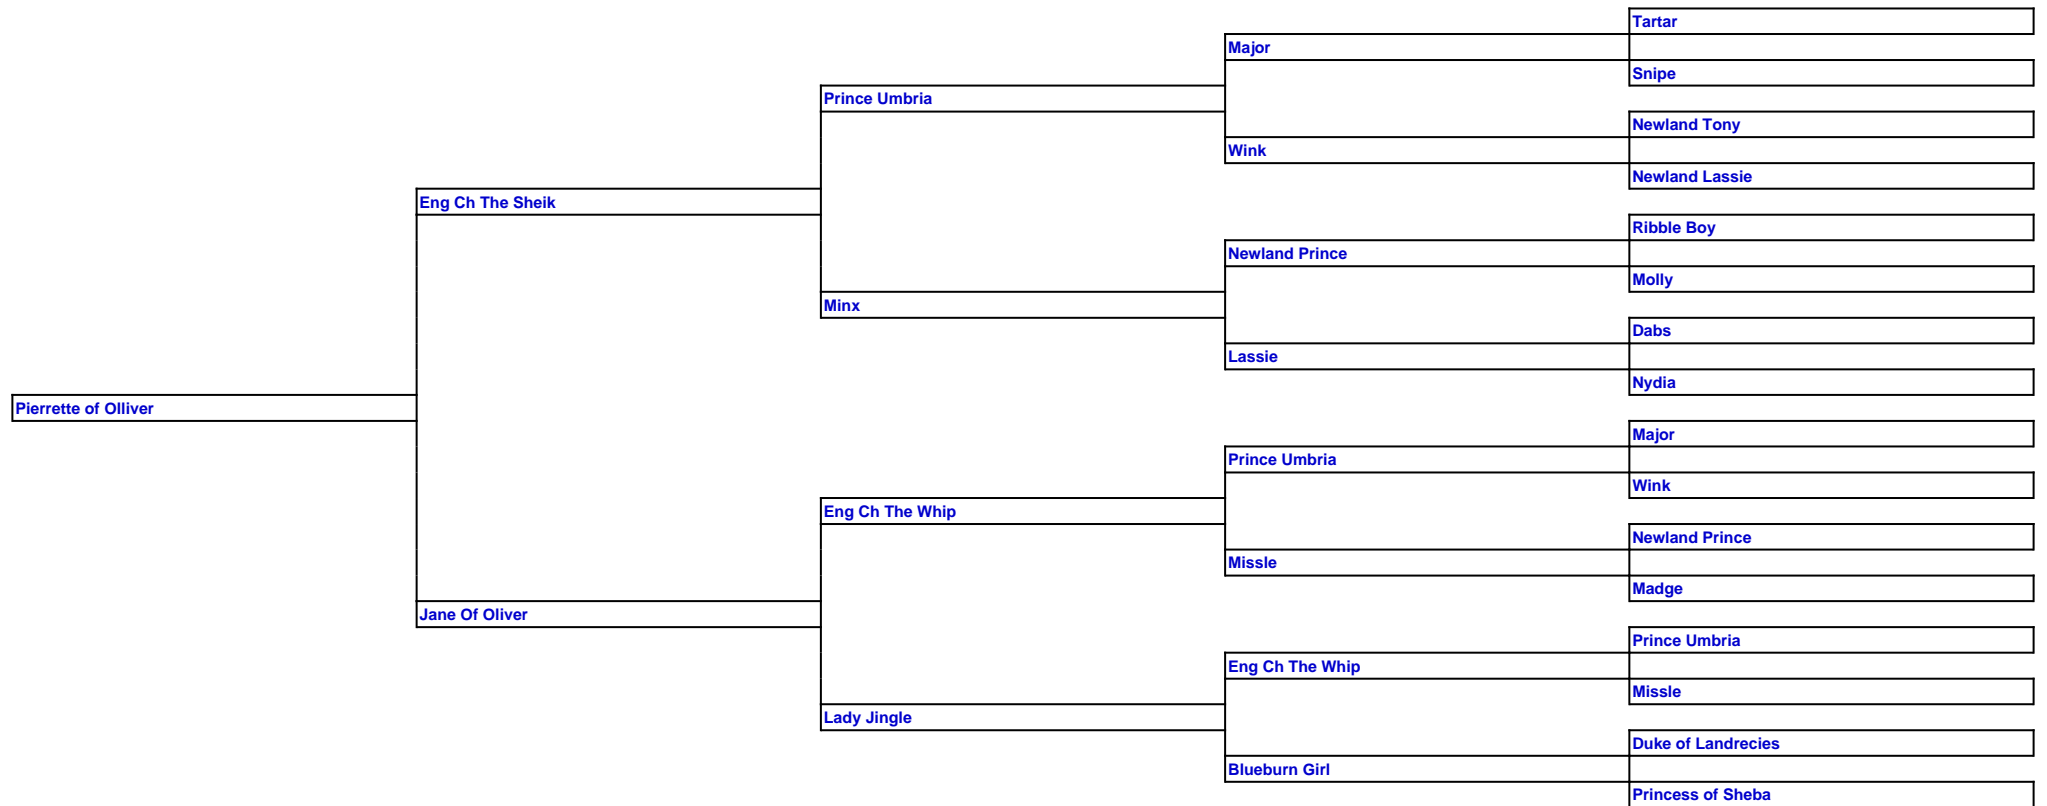 Tartar
Major
Snipe
Prince Umbria
Newland Tony
Wink
Newland Lassie
Eng Ch The Sheik
Ribble Boy
Newland Prince
Molly
Minx
Dabs
Lassie
Nydia
Pierrette of Olliver
Major
Prince Umbria
Wink
Eng Ch The Whip
Newland Prince
Missle
Madge
Jane Of Oliver
Prince Umbria
Eng Ch The Whip
Missle
Lady Jingle
Duke of Landrecies
Blueburn Girl
Princess of Sheba